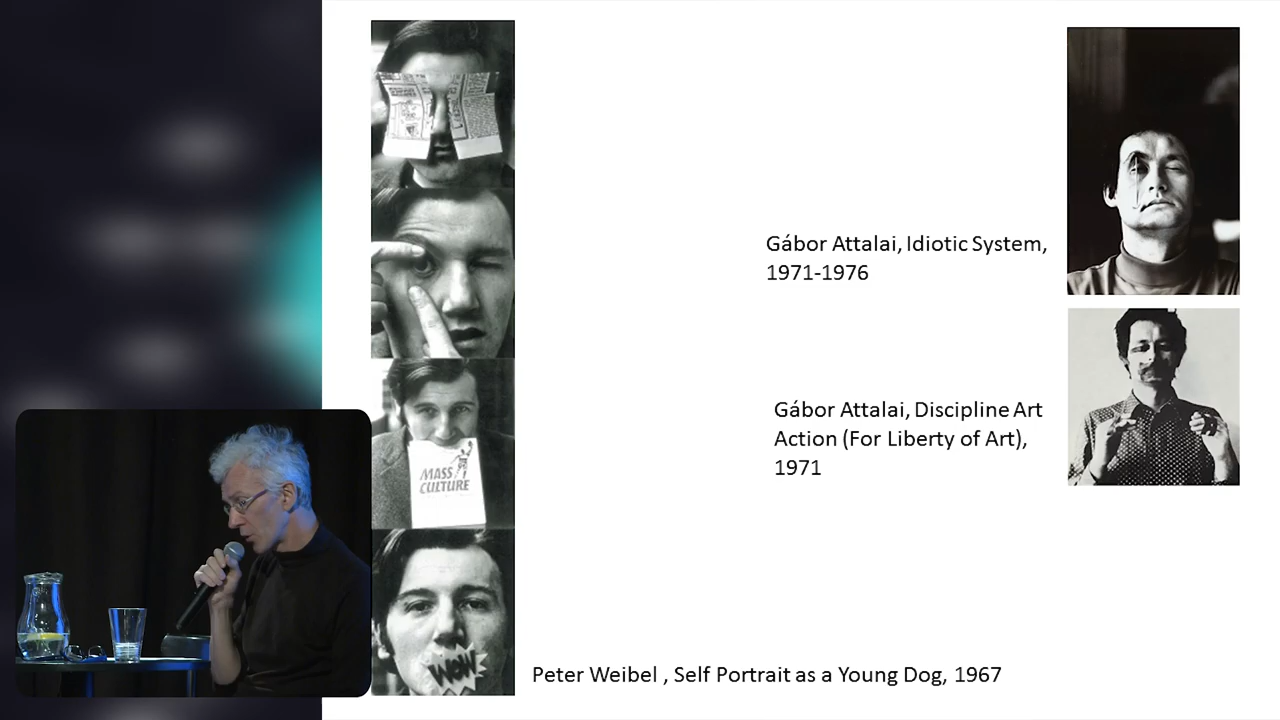 Gábor Attalai, Idiotic System,
1971-1976
MASS
CULTURE
Gábor Attalai, Discipline Art
Action (For Liberty of Art),
1971
WOW
Peter Weibel , Self Portrait as a Young Dog, 1967